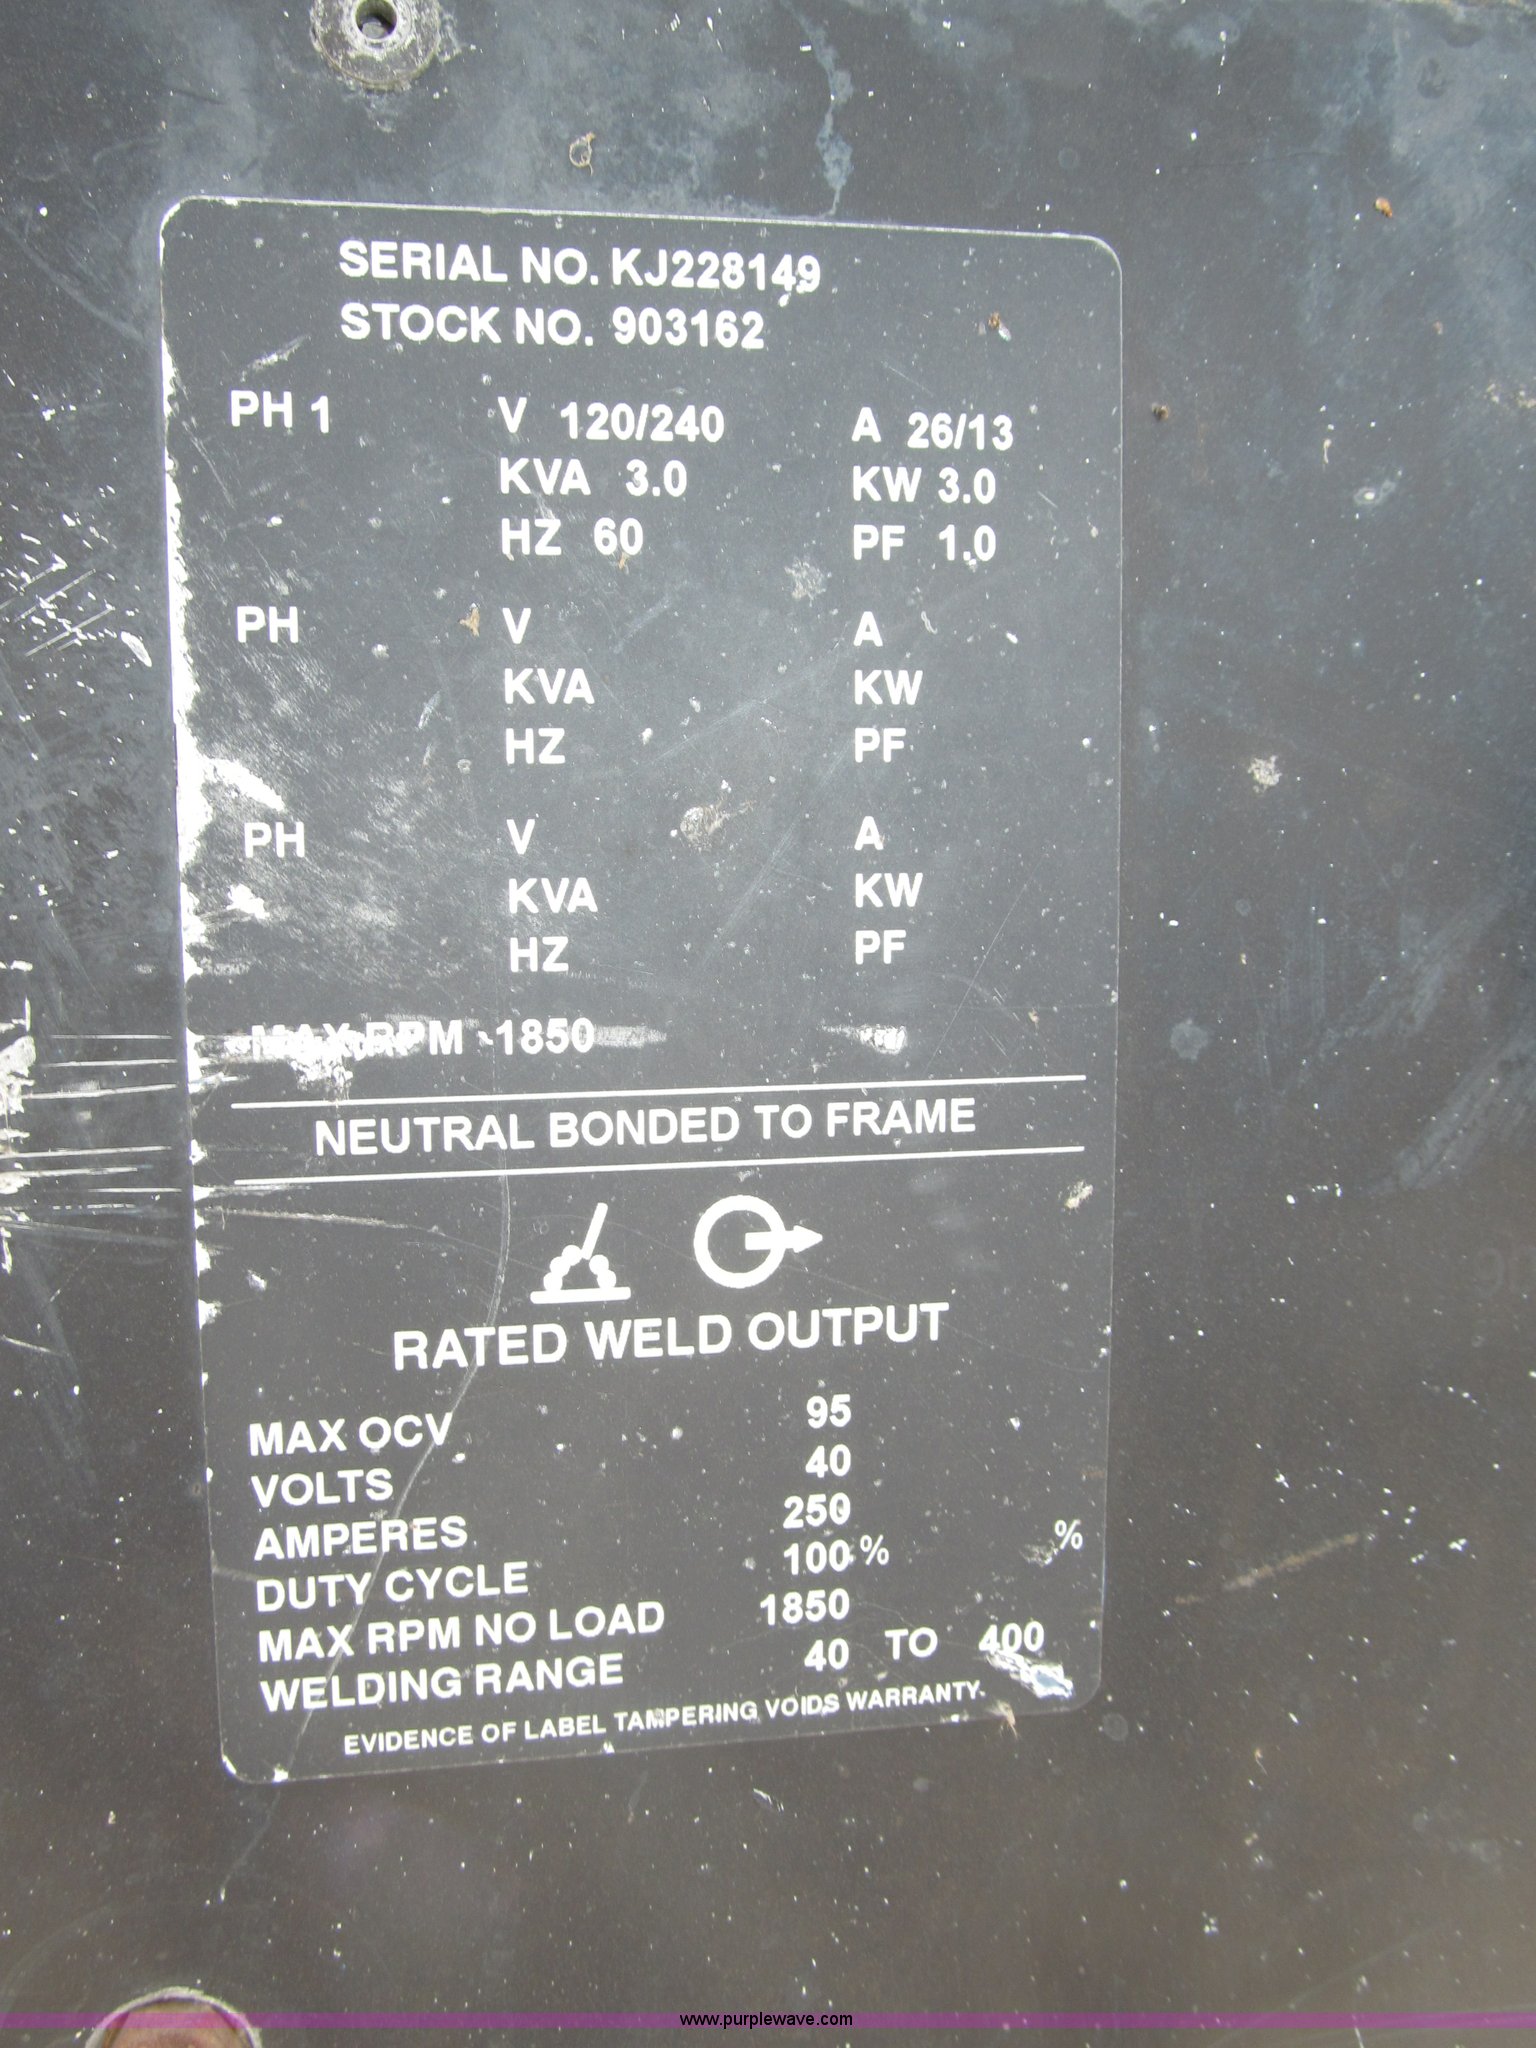 SERIAL NO. KJ228149
STOCK NO. 903162
PH 1 V 120/240 A 26/13
KVA 3.0 KW 3.0
HZ 60 PF 1.0
PH V A
KVA KW
HZ PF
PH V A
KVA KW
HZ PF
MAX RPM 1850
NEUTRAL BONDED TO FRAME
RATED WELD OUTPUT
MAX OCV 95
VOLTS 40
AMPERES 250
DUTY CYCLE 100 % %
MAX RPM NO LOAD 1850
WELDING RANGE 40 TO 400
EVIDENCE OF LABEL TAMPERING VOIDS WARRANTY.
www.purplewave.com